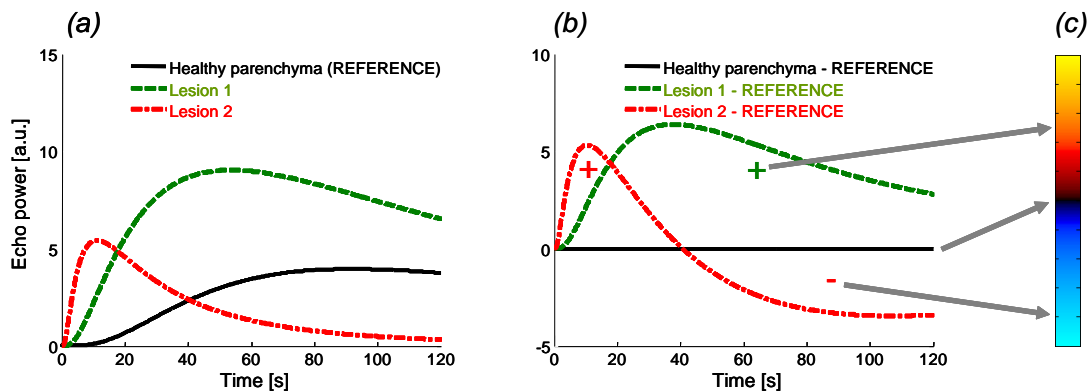 (a)
Echo power [a.u.]
15
10
5
0
Healthy parenchyma (REFERENCE)
Lesion 1
Lesion 2
0 20 40 60 80 100 120
Time [s]
(b)
10
5
0
-5
Healthy parenchyma - REFERENCE
Lesion 1 - REFERENCE
Lesion 2 - REFERENCE
+
+
-
0 20 40 60 80 100 120
Time [s]
(c)